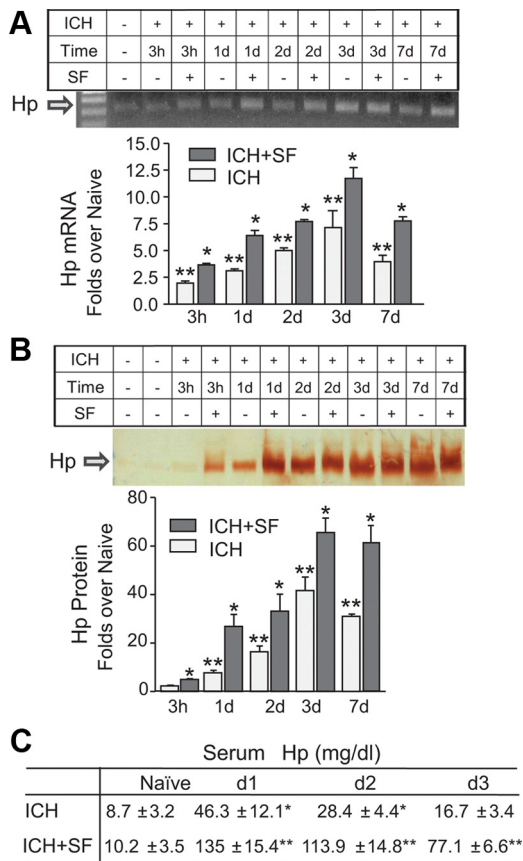 A
ICH - + + + + + + + + + +
Time - 3h 3h 1d 1d 2d 2d 3d 3d 7d 7d
SF - - + - + - + - + - +
Hp
15.0
12.5
10.0
7.5
5.0
2.5
0.0
Hp mRNA
Folds over Naive
ICH+SF
ICH
** * ** * ** * ** * ** *
3h 1d 2d 3d 7d
B
ICH - - + + + + + + + + + +
Time - - 3h 3h 1d 1d 2d 2d 3d 3d 7d 7d
SF - - - + - + - + - + - +
Hp
80
60
40
20
0
Hp Protein
Folds over Naive
ICH+SF
ICH
* ** * ** * ** * ** *
3h 1d 2d 3d 7d
C
Serum Hp (mg/dl)
Naïve d1 d2 d3
ICH 8.7 ±3.2 46.3 ±12.1* 28.4 ±4.4* 16.7 ±3.4
ICH+SF 10.2 ±3.5 135 ±15.4** 113.9 ±14.8** 77.1 ±6.6**